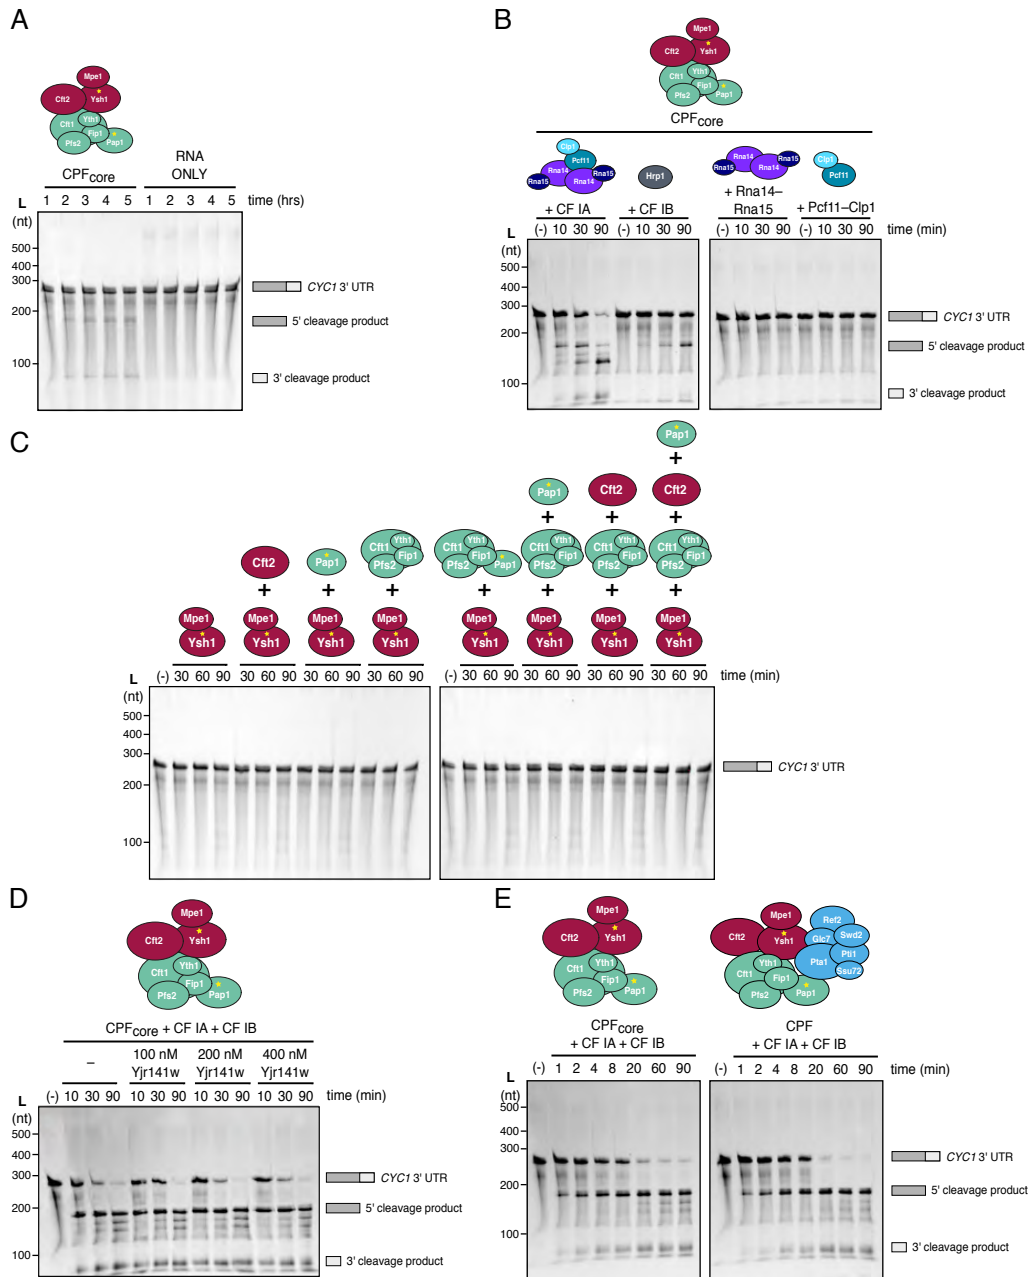 A
Mpe1
Cft2
Ysh1
Cft1
Yth1
Fip1
Pfs2
Pap1
CPFcore
RNA
ONLY
L
1 2 3 4 5 1 2 3 4 5 time (hrs)
(nt)
500
400
300
200
100
CYC1 3' UTR
5' cleavage product
3' cleavage product
B
Mpe1
Cft2
Ysh1
Cft1
Yth1
Fip1
Pfs2
Pap1
CPFcore
Clp1
Pcf11
Rna14
Rna15
Rna15
Rna14
Hrp1
Rna14
Rna15
Rna15
Rna14
Clp1
Pcf11
+ CF IA
+ CF IB
+ Rna14–
Rna15
+ Pcf11–Clp1
L
(-) 10 30 90 (-) 10 30 90 (-) 10 30 90 (-) 10 30 90 time (min)
(nt)
500
400
300
200
100
CYC1 3' UTR
5' cleavage product
3' cleavage product
C
Pap1
+
Pap1 Cft2 Cft2
+ + +
Cft2
Pap1
Cft1 Yth1 Fip1 Pfs2
Cft1 Yth1 Fip1 Pfs2 Pap1
Cft1 Yth1 Fip1 Pfs2
Cft1 Yth1 Fip1 Pfs2
Cft1 Yth1 Fip1 Pfs2
+ + + + + + +
Mpe1 Mpe1 Mpe1 Mpe1 Mpe1 Mpe1 Mpe1 Mpe1
Ysh1 Ysh1 Ysh1 Ysh1 Ysh1 Ysh1 Ysh1 Ysh1
L
(-) 30 60 90 30 60 90 30 60 90 30 60 90 (-) 30 60 90 30 60 90 30 60 90 30 60 90 time (min)
(nt)
500
400
300
200
100
CYC1 3' UTR
D
Mpe1
Cft2
Ysh1
Cft1
Yth1
Fip1
Pfs2
Pap1
CPFcore + CF IA + CF IB
– 100 nM 200 nM 400 nM
Yjr141w Yjr141w Yjr141w
L
(-) 10 30 90 10 30 90 10 30 90 10 30 90 time (min)
(nt)
500
400
300
200
100
CYC1 3' UTR
5' cleavage product
3' cleavage product
E
Mpe1
Cft2
Ysh1
Cft1
Yth1
Fip1
Pfs2
Pap1
Mpe1
Cft2
Ysh1
Cft1
Yth1
Fip1
Pfs2
Pap1
Ref2
Glc7
Swd2
Pti1
Pta1
Ssu72
CPFcore
+ CF IA + CF IB
CPF
+ CF IA + CF IB
L
(-) 1 2 4 8 20 60 90 (-) 1 2 4 8 20 60 90 time (min)
(nt)
500
400
300
200
100
CYC1 3' UTR
5' cleavage product
3' cleavage product